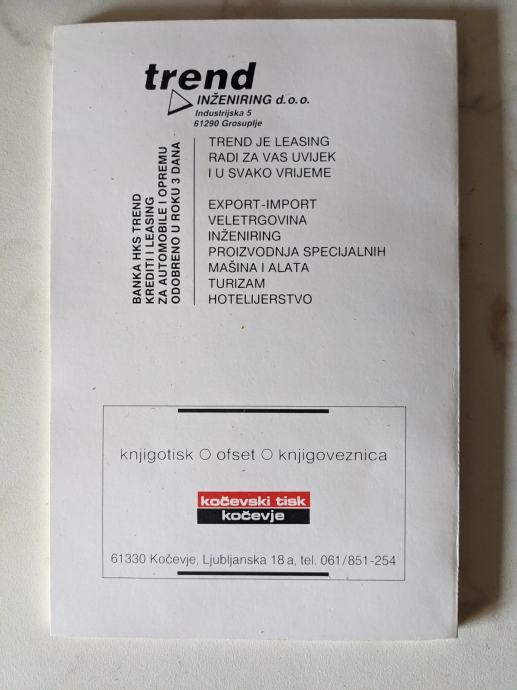 trend
INŽENIRING d.o.o.
Industrijska 5
61290 Grosuplje
BANKA HKS TREND
KREDITI I LEASING
ZA AUTOMOBILE I OPREMU
ODOBRENO U ROKU 3 DANA
TREND JE LEASING
RADI ZA VAS UVIJEK
I U SVAKO VRIJEME
EXPORT-IMPORT
VELETRGOVINA
INŽENIRING
PROIZVODNJA SPECIJALNIH
MAŠINA I ALATA
TURIZAM
HOTELIJERSTVO
knjigotisk ○ ofset ○ knjigoveznica
kočevski tisk
kočevje
61330 Kočevje, Ljubljanska 18 a, tel. 061/851-254